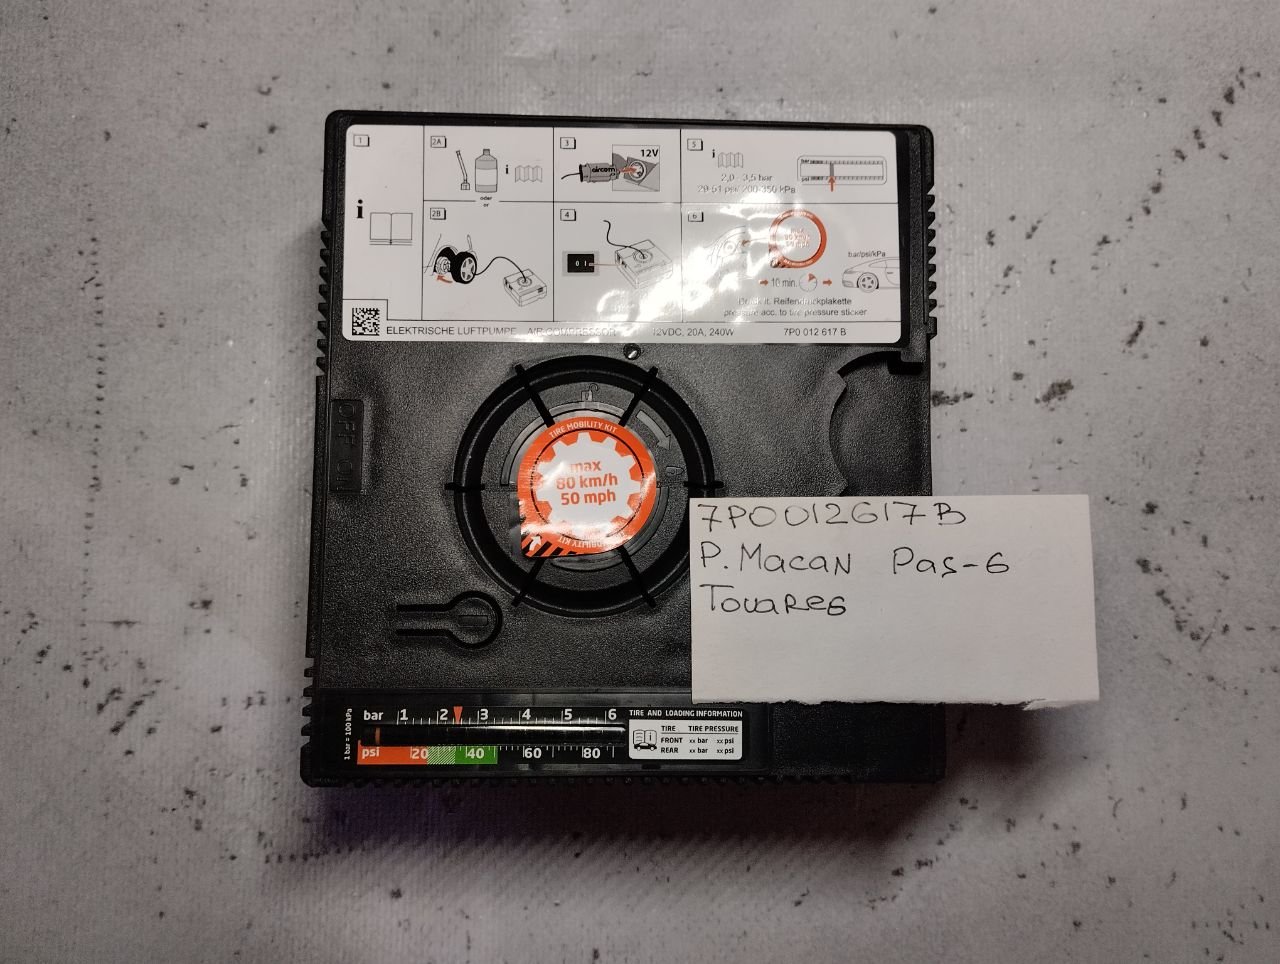 1
i
2A
i
oder
or
2B
3
12V
aircom
4
0 I
5
i
2,0 - 3,5 bar
29-51 psi/ 200-350 kPa
bar
psi
6
max
80 km/h
50 mph
10 min.
bar/psi/kPa
Druck lt. Reifendruckplakette
pressure acc. to tire pressure sticker
ELEKTRISCHE LUFTPUMPE AIR COMPRESSOR 12VDC, 20A, 240W 7P0 012 617 B
OFF ON
TIRE MOBILITY KIT
max
80 km/h
50 mph
TIRE MOBILITY KIT
7P0012617B
P. Macan Pas-6
Touareg
1 bar = 100 kPa
bar 1 2 3 4 5 6
psi 20 40 60 80
TIRE AND LOADING INFORMATION
TIRE TIRE PRESSURE
FRONT xx bar xx psi
REAR xx bar xx psi